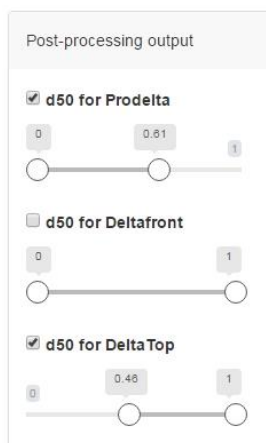 Post-processing output
d50 for Prodelta
0 0.61 1
d50 for Deltafront
0 1
d50 for DeltaTop
0 0.46 1